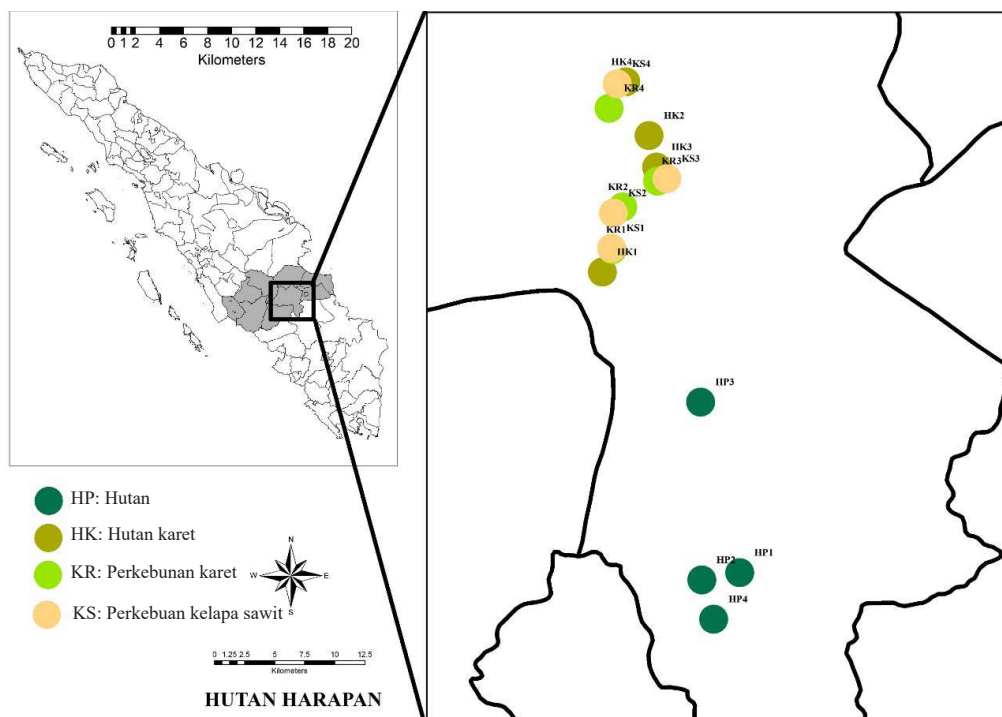 0 1 2 4 6 8 10 12 14 16 18 20
Kilometers
HP: Hutan
HK: Hutan karet
KR: Perkebunan karet
KS: Perkebuan kelapa sawit
N
W E
S
0 1.25 2.5 5 7.5 10 12.5
Kilometers
HUTAN HARAPAN
HK4 KS4
KR4
HK2
HK3
KR3 KS3
KR2 KS2
KR1 KS1
HK1
HP3
HP2 HP1
HP4